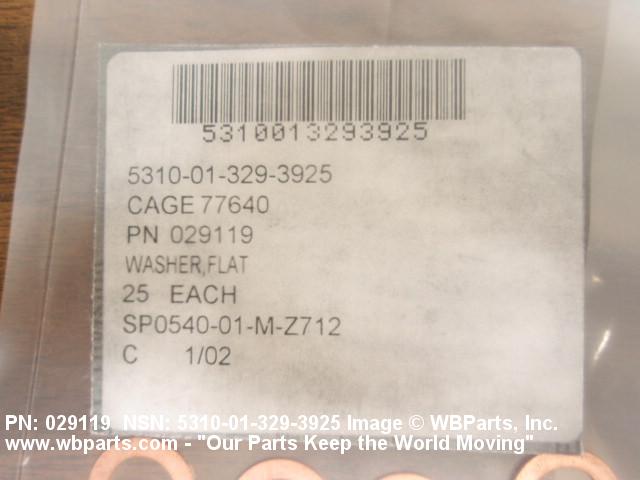 5310013293925
5310-01-329-3925
CAGE 77640
PN 029119
WASHER,FLAT
25 EACH
SP0540-01-M-Z712
C 1/02
PN: 029119 NSN: 5310-01-329-3925 Image © WBParts, Inc.
www.wbparts.com - "Our Parts Keep the World Moving"